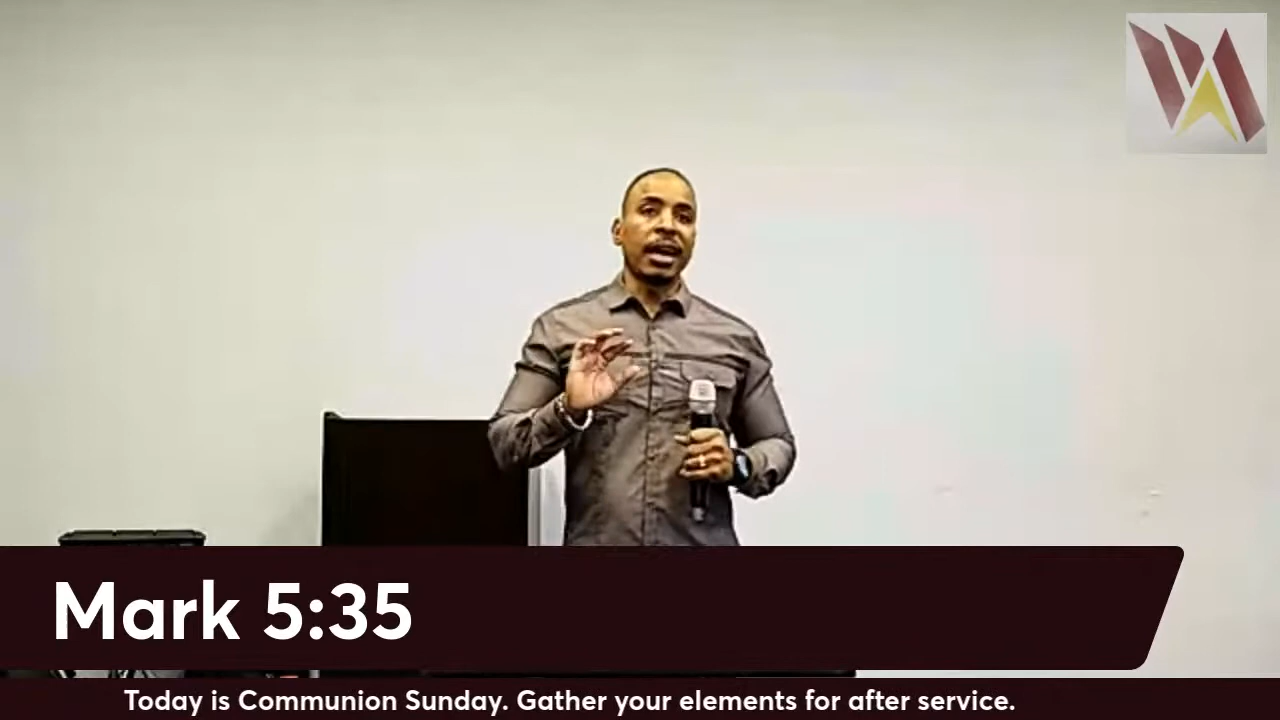 Mark 5:35
Today is Communion Sunday. Gather your elements for after service.